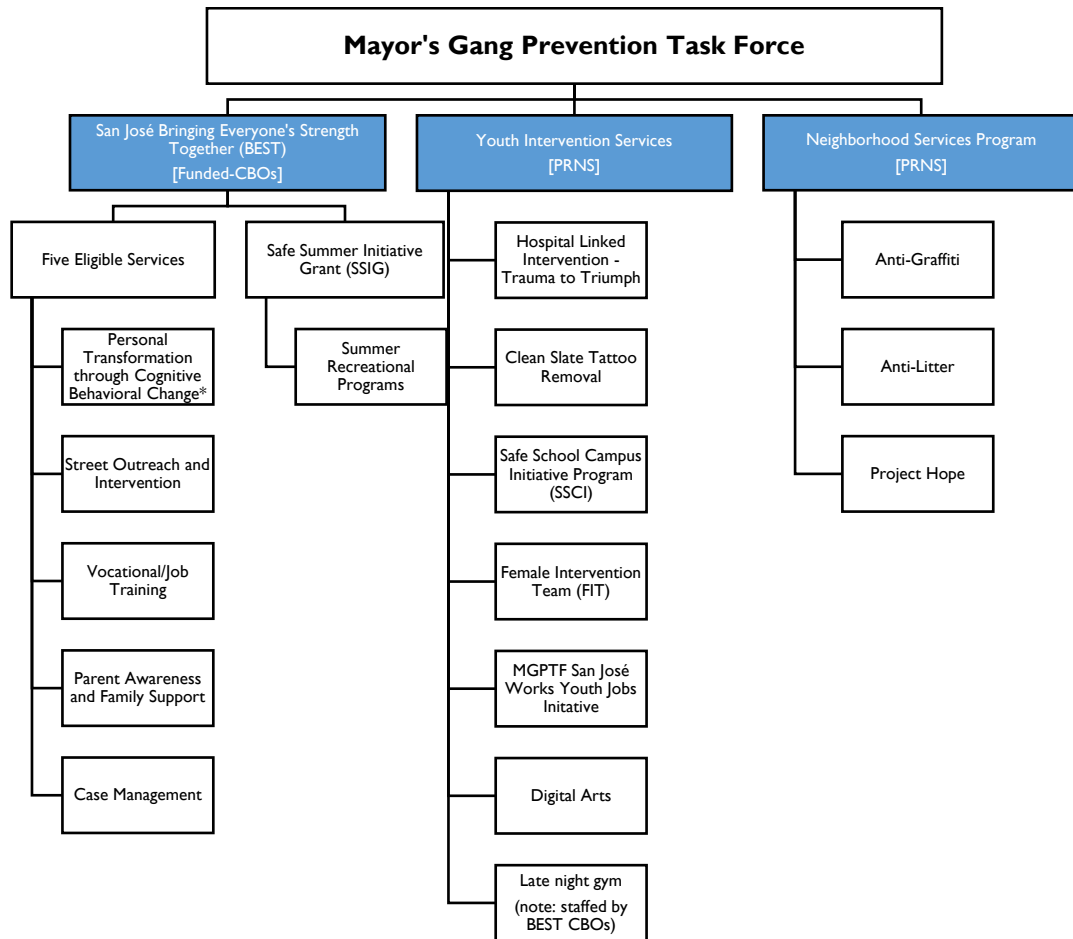 Mayor's Gang Prevention Task Force
San José Bringing Everyone's Strength
Together (BEST)
[Funded-CBOs]
Youth Intervention Services
[PRNS]
Neighborhood Services Program
[PRNS]
Five Eligible Services
Safe Summer Initiative
Grant (SSIG)
Hospital Linked
Intervention -
Trauma to Triumph
Anti-Graffiti
Personal
Transformation
through Cognitive
Behavioral Change*
Summer
Recreational
Programs
Clean Slate Tattoo
Removal
Anti-Litter
Street Outreach and
Intervention
Safe School Campus
Initiative Program
(SSCI)
Project Hope
Vocational/Job
Training
Female Intervention
Team (FIT)
Parent Awareness
and Family Support
MGPTF San José
Works Youth Jobs
Initative
Case Management
Digital Arts
Late night gym
(note: staffed by
BEST CBOs)